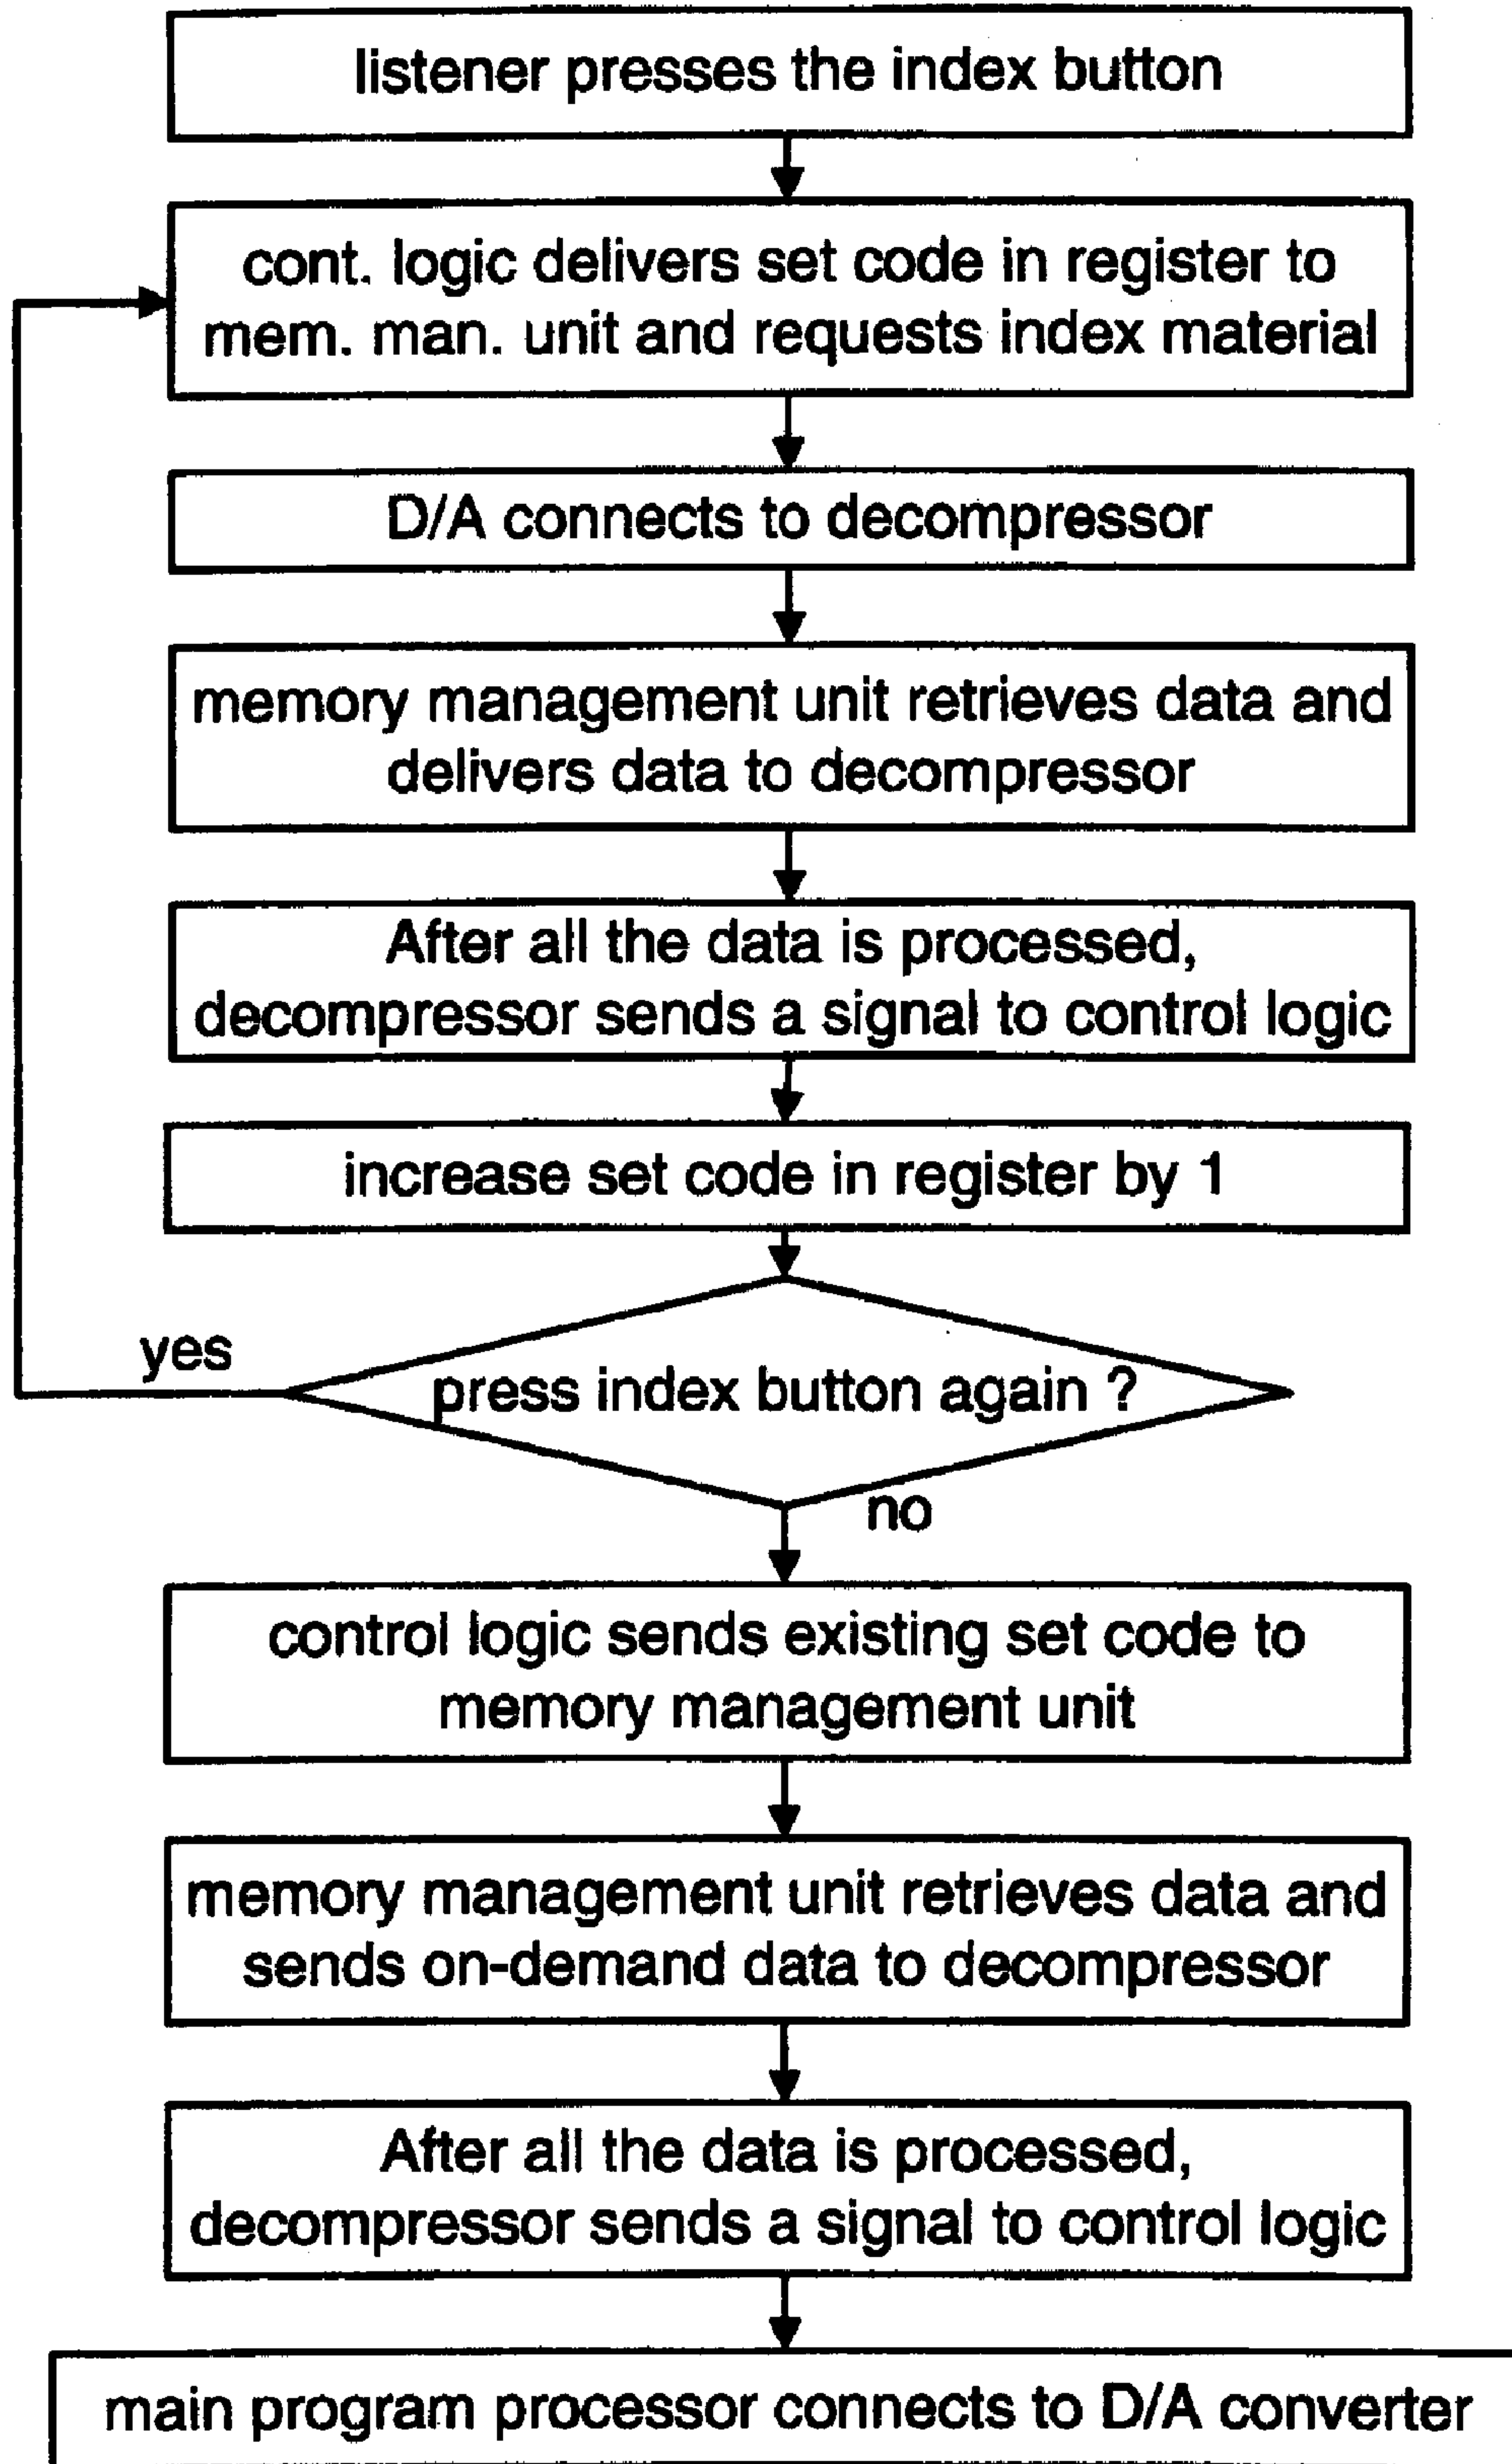 listener presses the index button
cont. logic delivers set code in register to
mem. man. unit and requests index material
D/A connects to decompressor
memory management unit retrieves data and
delivers data to decompressor
After all the data is processed,
decompressor sends a signal to control logic
increase set code in register by 1
yes
press index button again ?
no
control logic sends existing set code to
memory management unit
memory management unit retrieves data and
sends on-demand data to decompressor
After all the data is processed,
decompressor sends a signal to control logic
main program processor connects to D/A converter